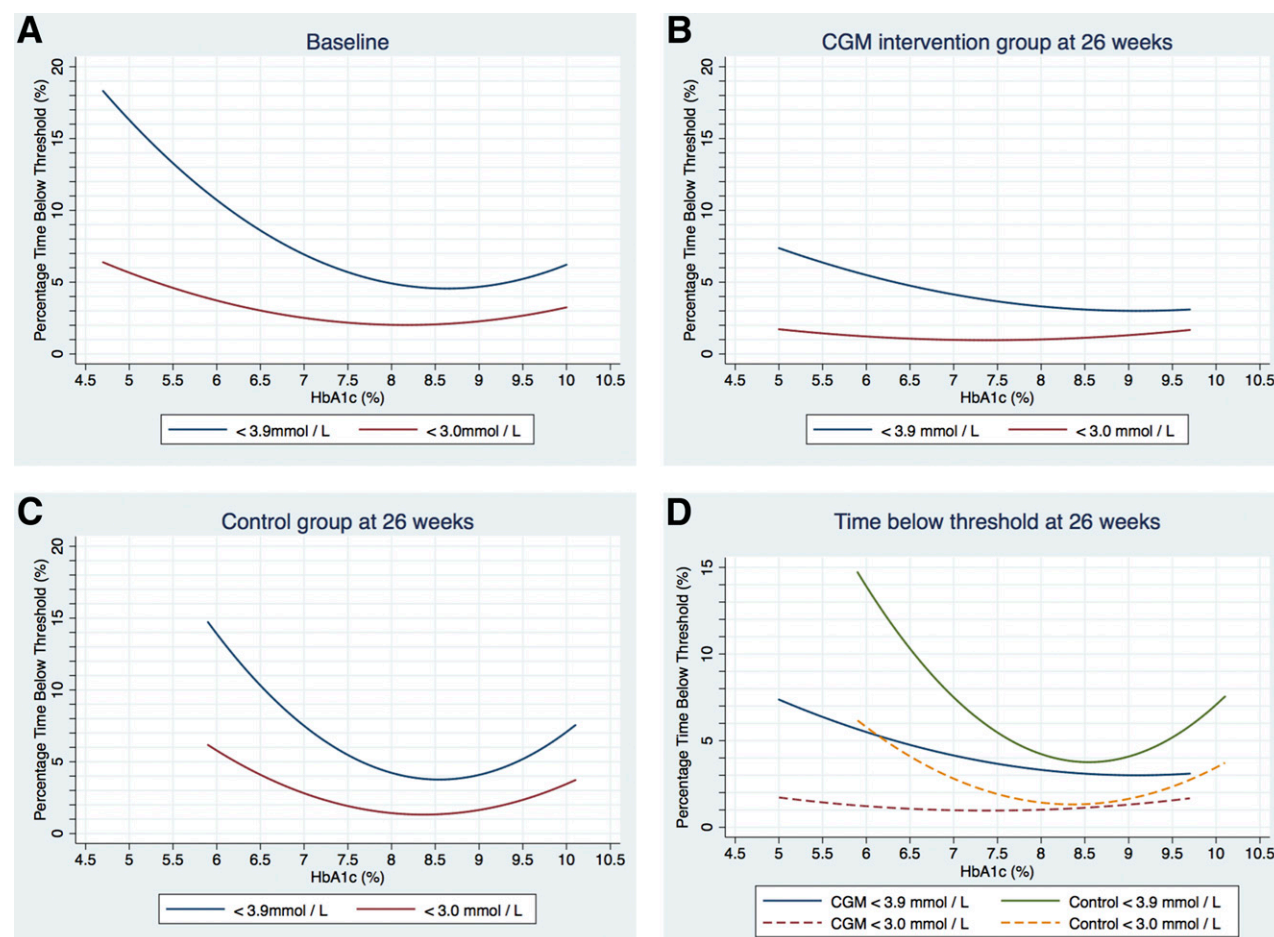 A
Baseline
Percentage Time Below Threshold (%)
20
15
10
5
0
4.5 5 5.5 6 6.5 7 7.5 8 8.5 9 9.5 10 10.5
HbA1c (%)
< 3.9mmol / L < 3.0mmol / L
B
CGM intervention group at 26 weeks
Percentage Time Below Threshold (%)
20
15
10
5
0
4.5 5 5.5 6 6.5 7 7.5 8 8.5 9 9.5 10 10.5
HbA1c (%)
< 3.9 mmol / L < 3.0 mmol / L
C
Control group at 26 weeks
Percentage Time Below Threshold (%)
20
15
10
5
0
4.5 5 5.5 6 6.5 7 7.5 8 8.5 9 9.5 10 10.5
HbA1c (%)
< 3.9mmol / L < 3.0 mmol / L
D
Time below threshold at 26 weeks
Percentage Time Below Threshold (%)
15
10
5
0
4.5 5 5.5 6 6.5 7 7.5 8 8.5 9 9.5 10 10.5
HbA1c (%)
CGM < 3.9 mmol / L Control < 3.9 mmol / L
CGM < 3.0 mmol / L Control < 3.0 mmol / L